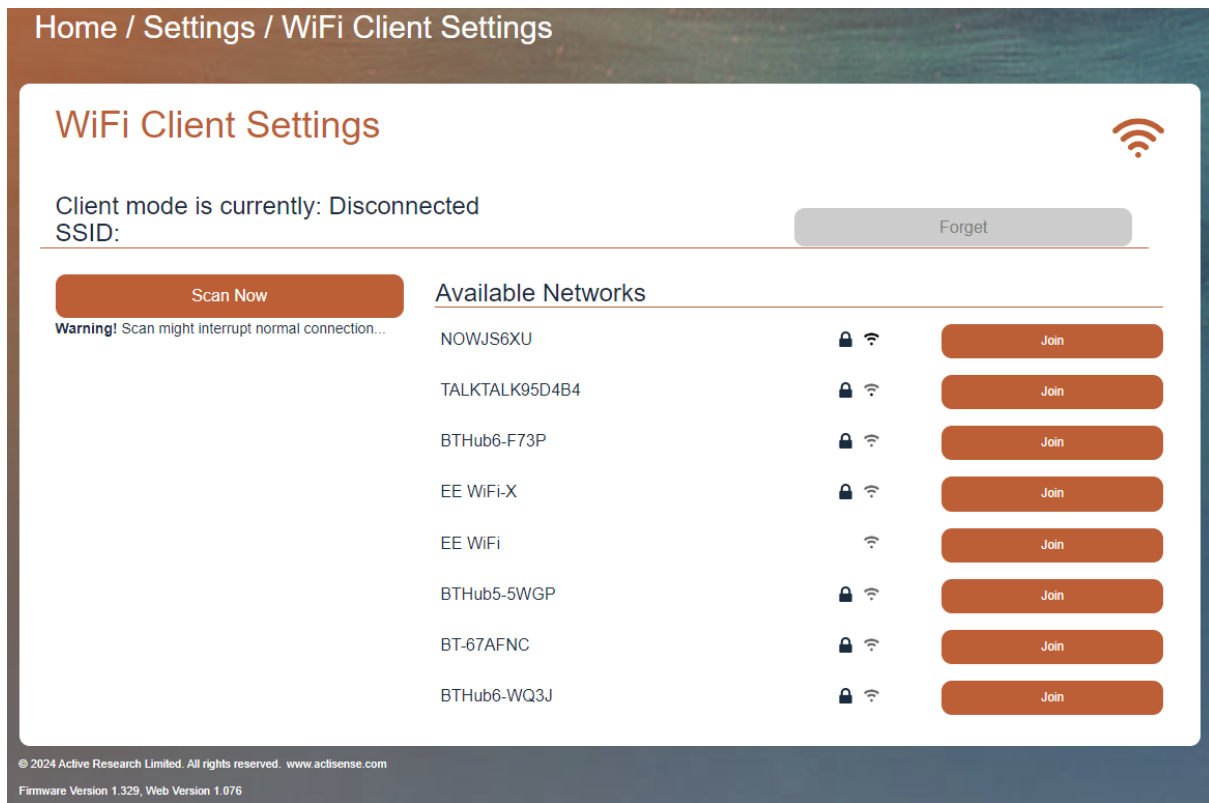 Home / Settings / WiFi Client Settings
WiFi Client Settings
Client mode is currently: Disconnected
SSID:
Forget
Scan Now
Warning! Scan might interrupt normal connection...
Available Networks
NOWJS6XU Join
TALKTALK95D4B4 Join
BTHub6-F73P Join
EE WiFi-X Join
EE WiFi Join
BTHub5-5WGP Join
BT-67AFNC Join
BTHub6-WQ3J Join
© 2024 Active Research Limited. All rights reserved. www.actisense.com
Firmware Version 1.329, Web Version 1.076